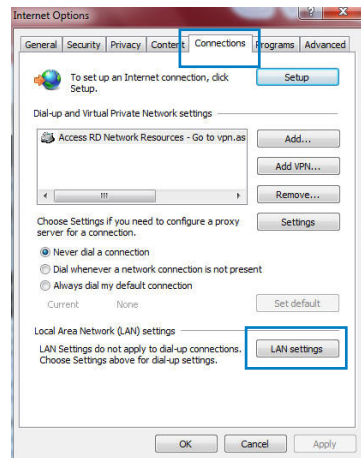 Internet Options
General Security Privacy Content Connections Programs Advanced
To set up an Internet connection, click
Setup.
Setup
Dial-up and Virtual Private Network settings
Access RD Network Resources - Go to vpn.as
Add...
Add VPN...
Remove...
Choose Settings if you need to configure a proxy
server for a connection.
Settings
Never dial a connection
Dial whenever a network connection is not present
Always dial my default connection
Current None
Set default
Local Area Network (LAN) settings
LAN Settings do not apply to dial-up connections.
Choose Settings above for dial-up settings.
LAN settings
OK Cancel Apply